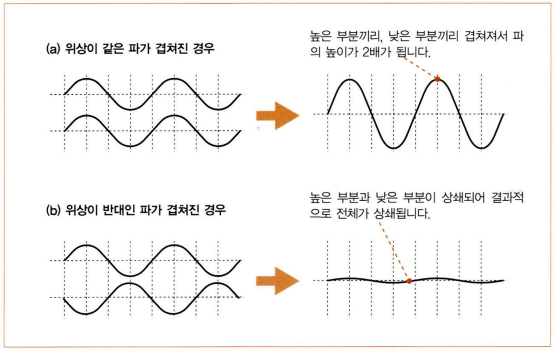 (a) 위상이 같은 파가 겹쳐진 경우
높은 부분끼리, 낮은 부분끼리 겹쳐져서 파
의 높이가 2배가 됩니다.
(b) 위상이 반대인 파가 겹쳐진 경우
높은 부분과 낮은 부분이 상쇄되어 결과적
으로 전체가 상쇄됩니다.